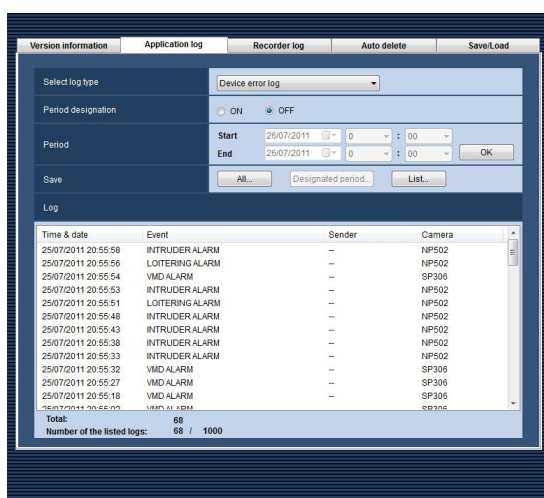 Version information Application log Recorder log Auto delete Save/Load
Select log type Device error log
Period designation ON OFF
Period Start 26/07/2011 0 : 00
End 26/07/2011 0 : 00 OK
Save All... Designated period... List...
Log
Time & date Event Sender Camera
25/07/2011 20:55:58 INTRUDER ALARM -- NP502
25/07/2011 20:55:56 LOITERING ALARM -- NP502
25/07/2011 20:55:54 VMD ALARM -- SP306
25/07/2011 20:55:53 INTRUDER ALARM -- NP502
25/07/2011 20:55:51 LOITERING ALARM -- NP502
25/07/2011 20:55:48 INTRUDER ALARM -- NP502
25/07/2011 20:55:43 INTRUDER ALARM -- NP502
25/07/2011 20:55:38 INTRUDER ALARM -- NP502
25/07/2011 20:55:33 INTRUDER ALARM -- NP502
25/07/2011 20:55:32 VMD ALARM -- SP306
25/07/2011 20:55:27 VMD ALARM -- SP306
25/07/2011 20:55:18 VMD ALARM -- SP306
25/07/2011 VMD ALARM SP306
Total: 68
Number of the listed logs: 68 / 1000